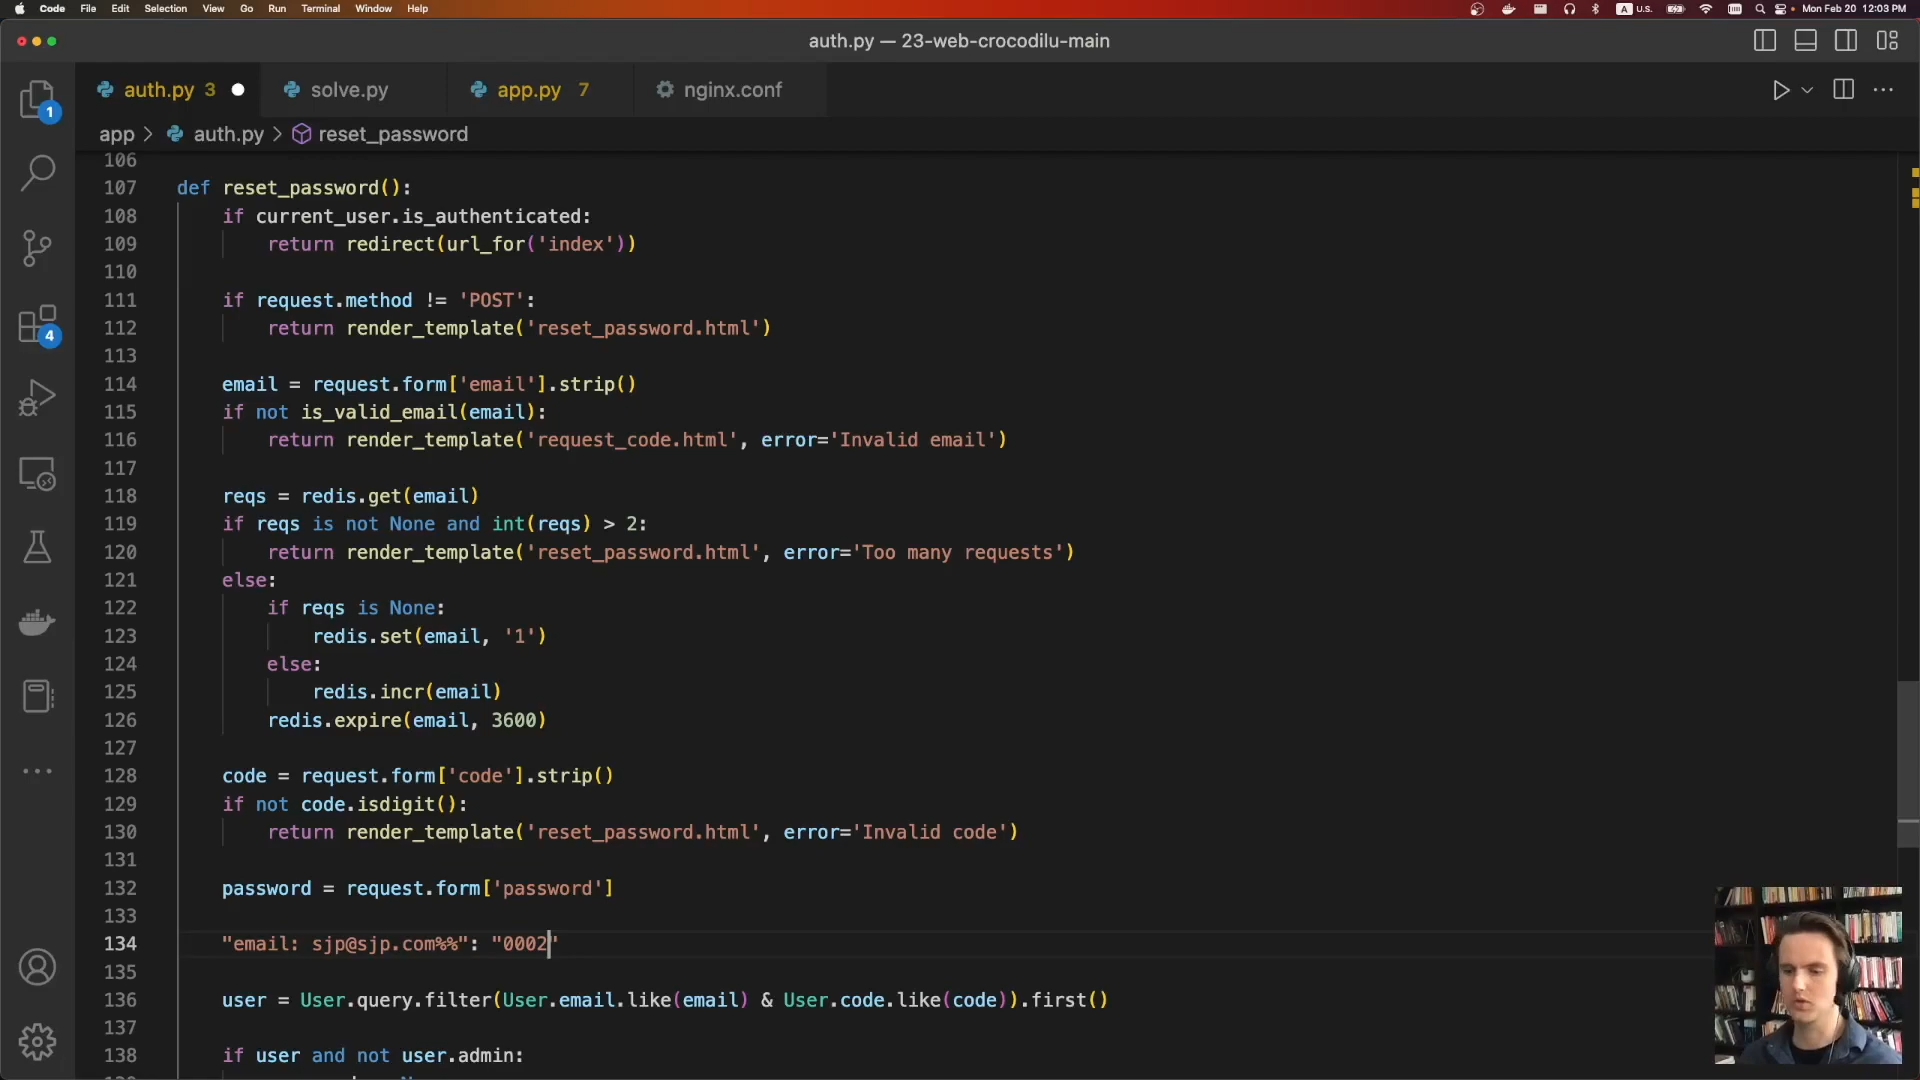 Code File Edit Selection View Go Run Terminal Window Help
A U.S. Mon Feb 20 12:03 PM
auth.py — 23-web-crocodilu-main
auth.py 3 solve.py app.py 7 nginx.conf
app > auth.py > reset_password
1
4
106
107 def reset_password():
108 if current_user.is_authenticated:
109 return redirect(url_for('index'))
110
111 if request.method != 'POST':
112 return render_template('reset_password.html')
113
114 email = request.form['email'].strip()
115 if not is_valid_email(email):
116 return render_template('request_code.html', error='Invalid email')
117
118 reqs = redis.get(email)
119 if reqs is not None and int(reqs) > 2:
120 return render_template('reset_password.html', error='Too many requests')
121 else:
122 if reqs is None:
123 redis.set(email, '1')
124 else:
125 redis.incr(email)
126 redis.expire(email, 3600)
127
128 code = request.form['code'].strip()
129 if not code.isdigit():
130 return render_template('reset_password.html', error='Invalid code')
131
132 password = request.form['password']
133
134 "email: sjp@sjp.com%%": "0002"
135
136 user = User.query.filter(User.email.like(email) & User.code.like(code)).first()
137
138 if user and not user.admin: